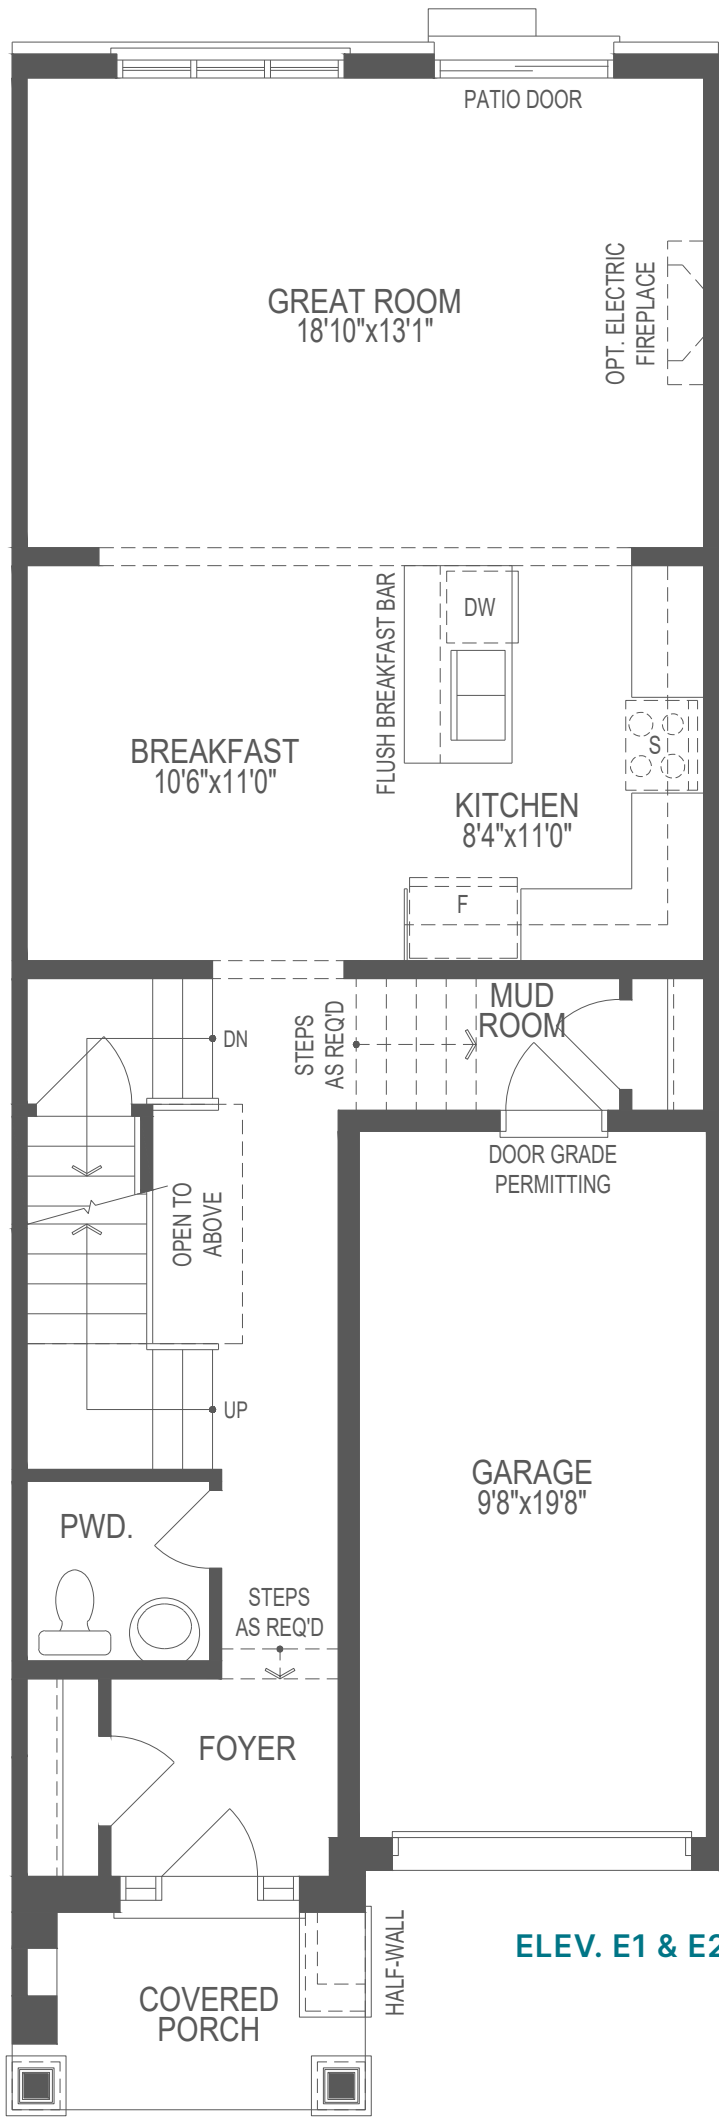 PATIO DOOR
GREAT ROOM
18'10"x13'1"
OPT. ELECTRIC
FIREPLACE
FLUSH BREAKFAST BAR
DW
BREAKFAST
10'6"x11'0"
S
KITCHEN
8'4"x11'0"
F
MUD
ROOM
STEPS
AS REQ'D
DN
DOOR GRADE
PERMITTING
OPEN TO
ABOVE
UP
GARAGE
9'8"x19'8"
PWD.
STEPS
AS REQ'D
FOYER
HALF-WALL
ELEV. E1 & E2
COVERED
PORCH